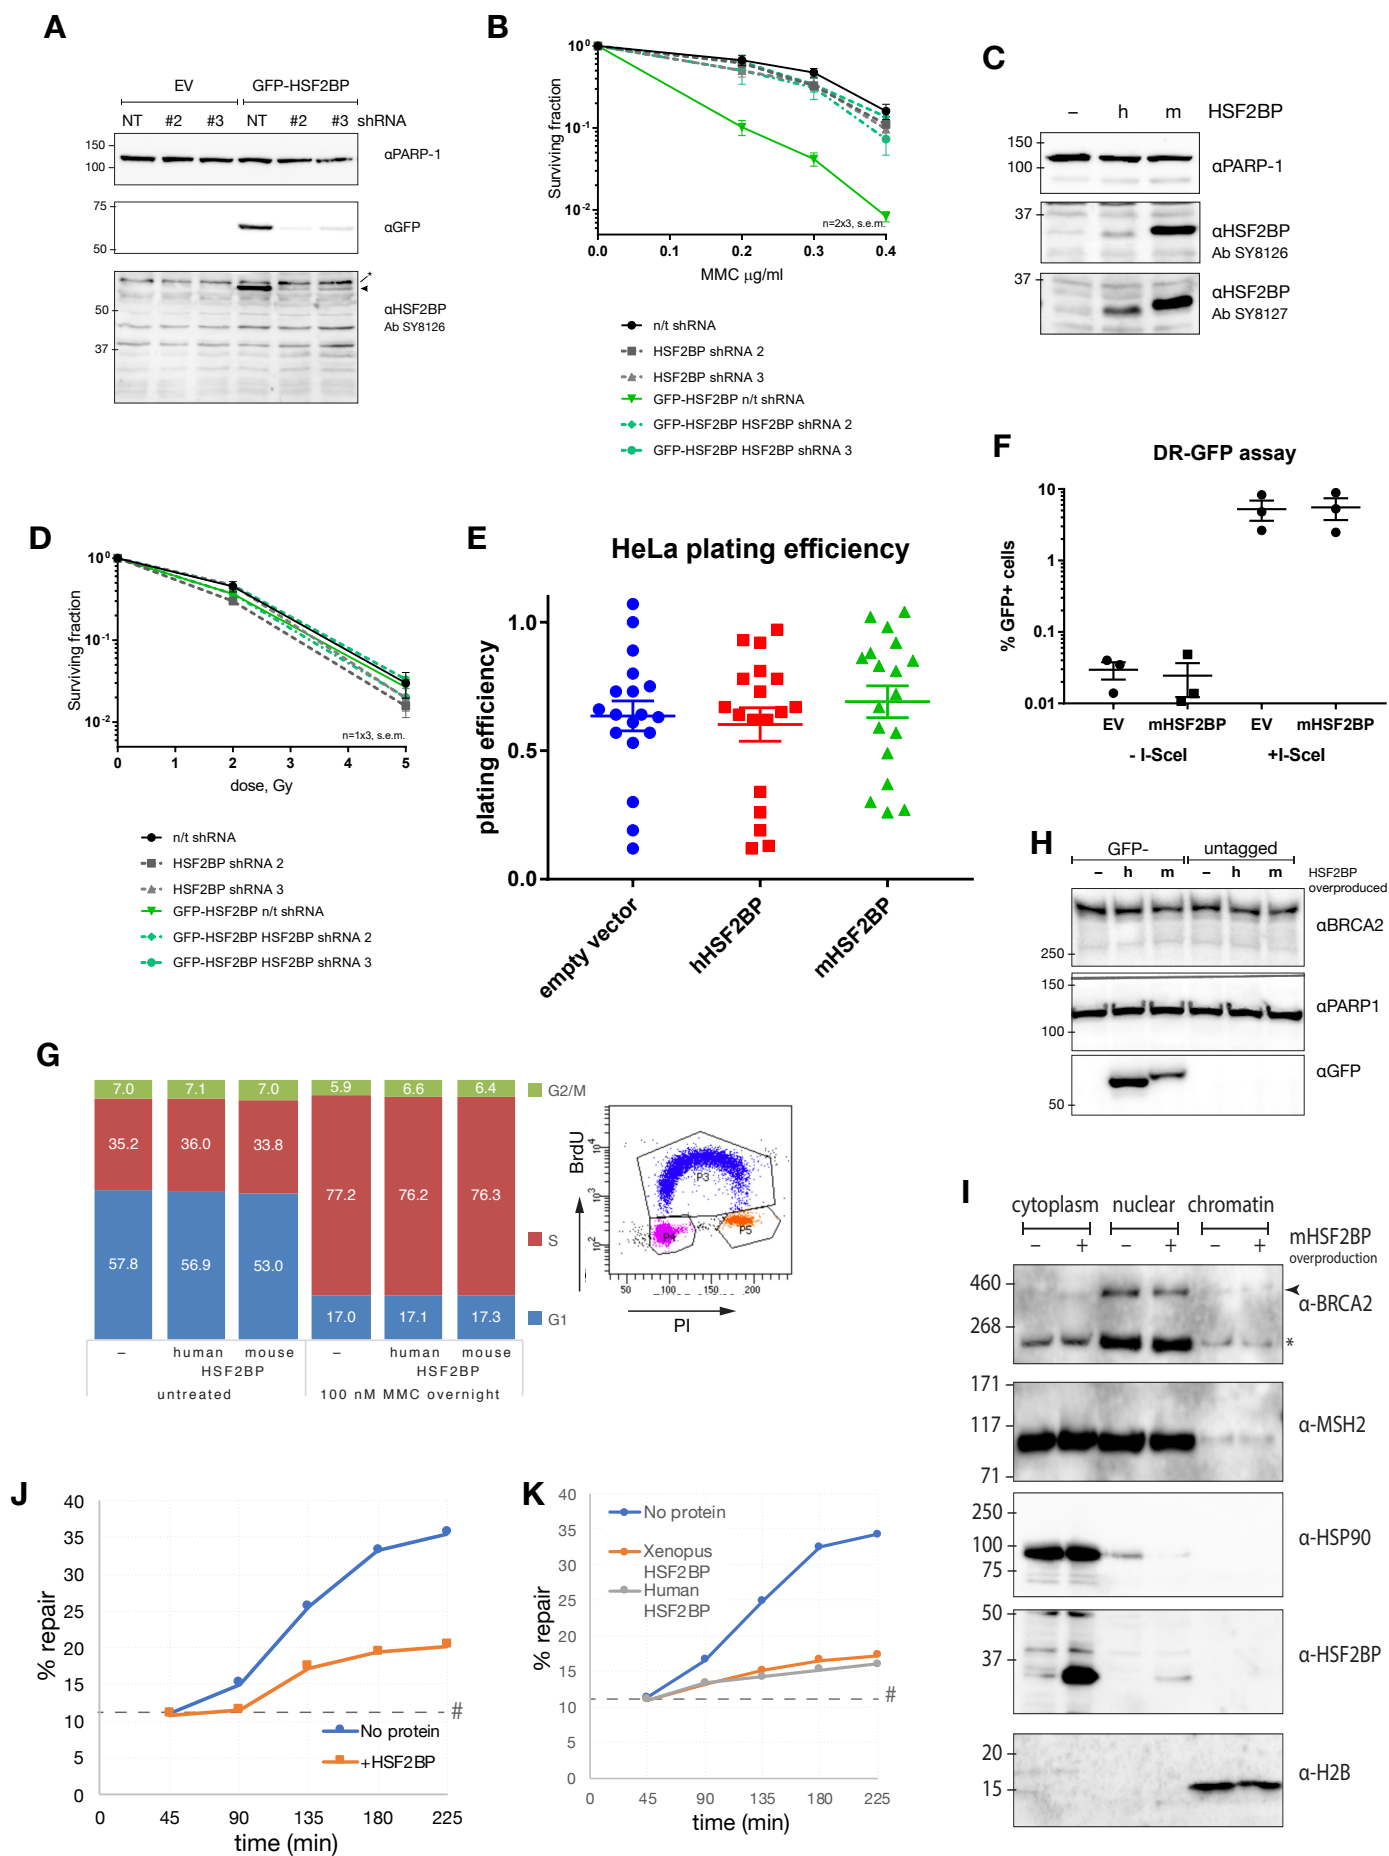 A
EV
GFP-HSF2BP
NT #2 #3 NT #2 #3 shRNA
150
100
αPARP-1
75
50
αGFP
*
50
37
αHSF2BP
Ab SY8126
B
Surviving fraction
10⁰
10⁻¹
10⁻²
n=2x3, s.e.m.
0.0 0.1 0.2 0.3 0.4
MMC μg/ml
n/t shRNA
HSF2BP shRNA 2
HSF2BP shRNA 3
GFP-HSF2BP n/t shRNA
GFP-HSF2BP HSF2BP shRNA 2
GFP-HSF2BP HSF2BP shRNA 3
C
– h m HSF2BP
150
100
αPARP-1
37
αHSF2BP
Ab SY8126
37
αHSF2BP
Ab SY8127
D
Surviving fraction
10⁰
10⁻¹
10⁻²
n=1x3, s.e.m.
0 1 2 3 4 5
dose, Gy
n/t shRNA
HSF2BP shRNA 2
HSF2BP shRNA 3
GFP-HSF2BP n/t shRNA
GFP-HSF2BP HSF2BP shRNA 2
GFP-HSF2BP HSF2BP shRNA 3
E
HeLa plating efficiency
plating efficiency
1.0
0.5
0.0
empty vector
hHSF2BP
mHSF2BP
F
DR-GFP assay
% GFP+ cells
10
1
0.1
0.01
EV mHSF2BP EV mHSF2BP
- I-SceI +I-SceI
G
7.0 7.1 7.0 5.9 6.6 6.4
G2/M
35.2 36.0 33.8 77.2 76.2 76.3
S
57.8 56.9 53.0 17.0 17.1 17.3
G1
– human mouse – human mouse
HSF2BP HSF2BP
untreated 100 nM MMC overnight
BrdU
10⁴
10³
10²
P3
P4
P5
50 100 150 200
PI
H
GFP- untagged
– h m – h m
HSF2BP
overproduced
αBRCA2
250
150
αPARP1
100
αGFP
50
I
cytoplasm nuclear chromatin
– + – + – +
mHSF2BP
overproduction
460
268
α-BRCA2
*
171
117
71
α-MSH2
250
100
75
α-HSP90
50
37
α-HSF2BP
20
15
α-H2B
J
% repair
40
35
30
25
20
15
10
5
0
#
No protein
+HSF2BP
0 45 90 135 180 225
time (min)
K
% repair
40
35
30
25
20
15
10
5
0
No protein
Xenopus
HSF2BP
Human
HSF2BP
#
0 45 90 135 180 225
time (min)